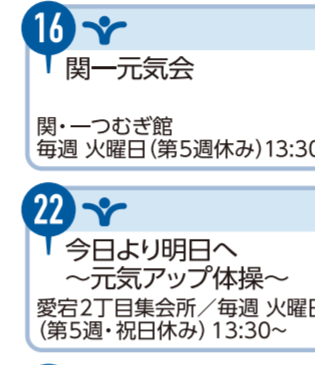 16
関一元気会
関・一つむぎ館
毎週 火曜日(第5週休み)13:30
22
今日より明日へ
〜元気アップ体操〜
愛宕2丁目集会所／毎週 火曜日
(第5週・祝日休み) 13:30〜